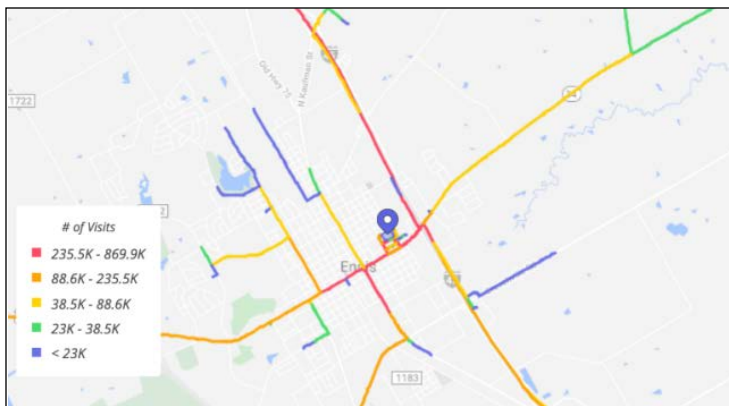 N Kaufman St
Old Hwy 75
1722
34
Ennis
1183
# of Visits
235.5K - 869.9K
88.6K - 235.5K
38.5K - 88.6K
23K - 38.5K
< 23K